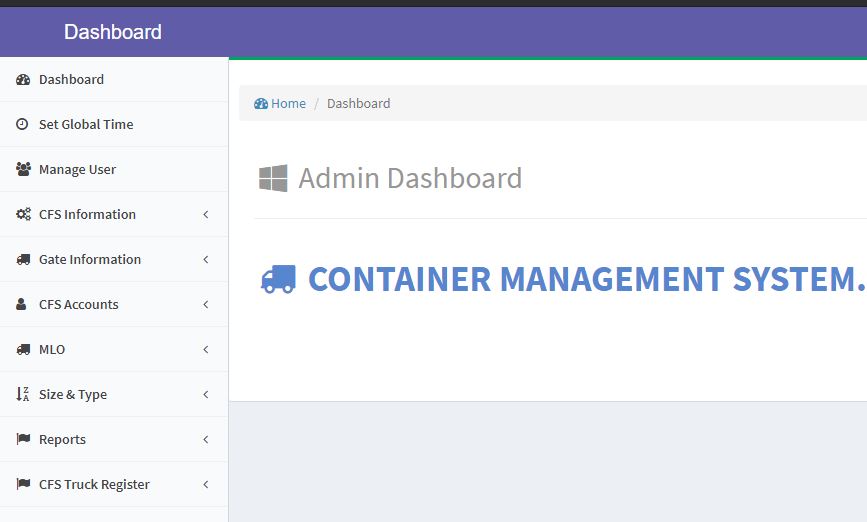 Dashboard
Dashboard
Set Global Time
Manage User
CFS Information
Gate Information
CFS Accounts
MLO
Size & Type
Reports
CFS Truck Register
Home / Dashboard
Admin Dashboard
CONTAINER MANAGEMENT SYSTEM.